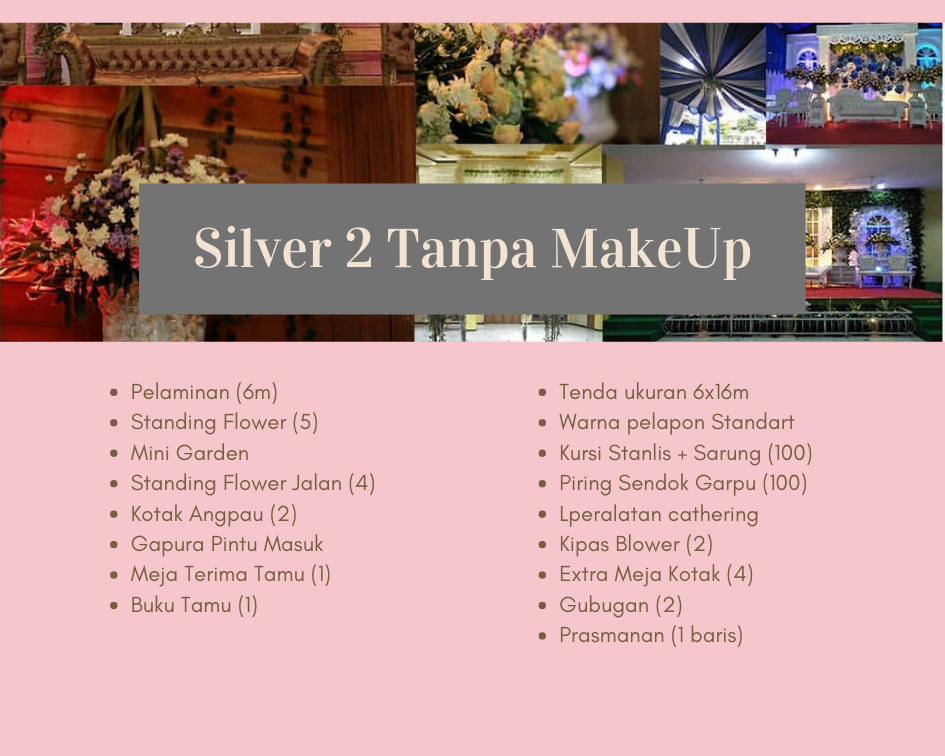 Silver 2 Tanpa MakeUp
Pelaminan (6m)
Standing Flower (5)
Mini Garden
Standing Flower Jalan (4)
Kotak Angpau (2)
Gapura Pintu Masuk
Meja Terima Tamu (1)
Buku Tamu (1)
Tenda ukuran 6x16m
Warna pelapon Standart
Kursi Stanlis + Sarung (100)
Piring Sendok Garpu (100)
Lperalatan cathering
Kipas Blower (2)
Extra Meja Kotak (4)
Gubugan (2)
Prasmanan (1 baris)